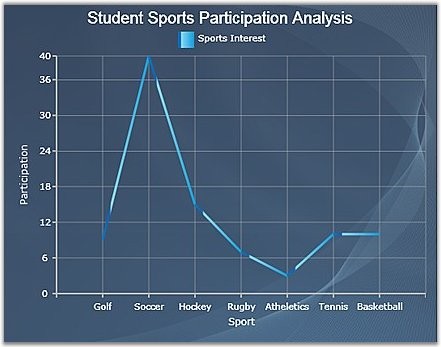 Student Sports Participation Analysis
Sports Interest
40
36
30
24
18
12
6
0
Participation
Golf Soccer Hockey Rugby Atheletics Tennis Basketball
Sport